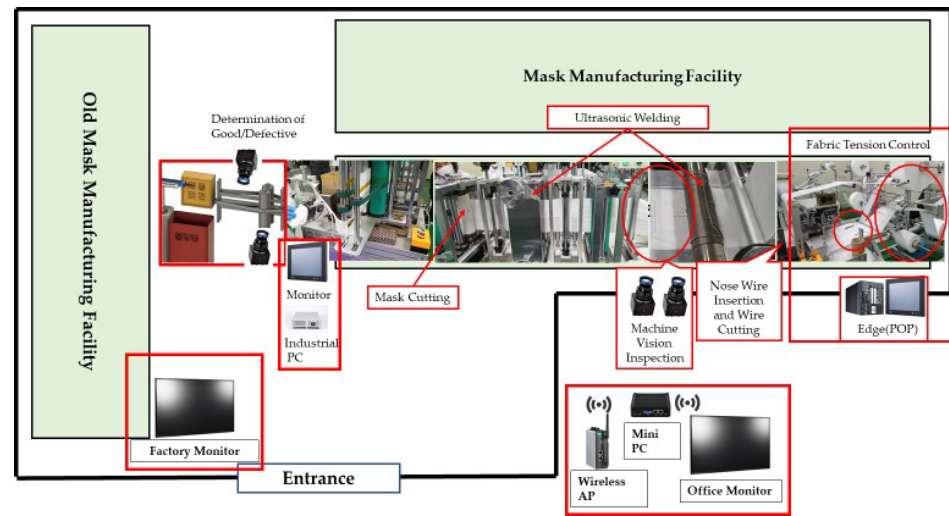 Old Mask Manufacturing Facility
Mask Manufacturing Facility
Determination of
Good/Defective
Ultrasonic Welding
Fabric Tension Control
Monitor
Industrial
PC
Mask Cutting
Machine
Vision
Inspection
Nose Wire
Insertion
and Wire
Cutting
Edge(POP)
Factory Monitor
Entrance
Wireless
AP
Mini
PC
Office Monitor